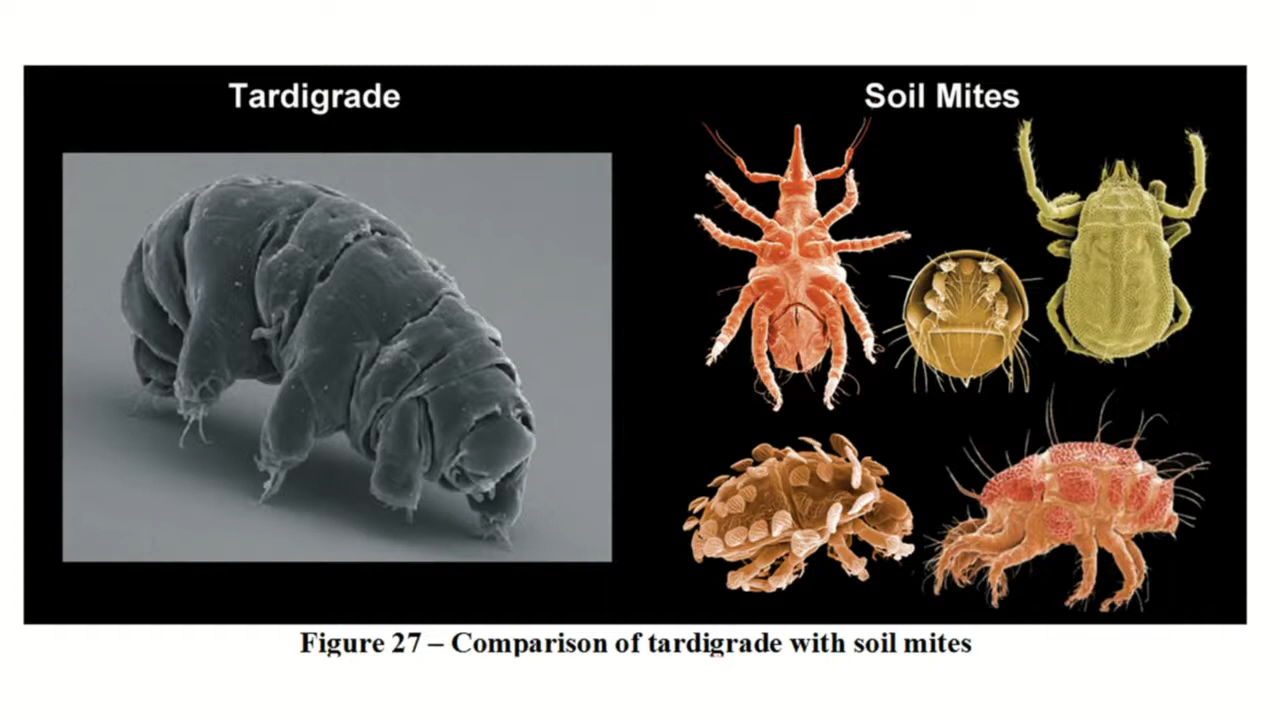 Tardigrade
Soil Mites
Figure 27 – Comparison of tardigrade with soil mites